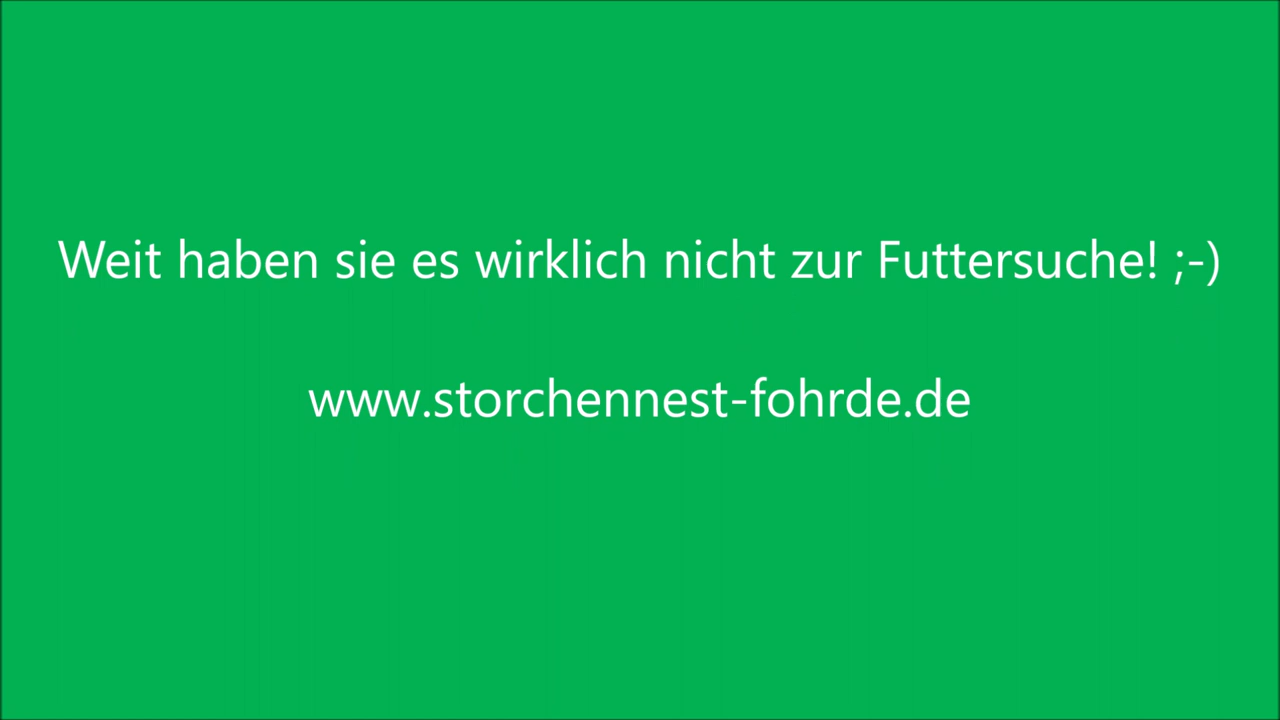 Weit haben sie es wirklich nicht zur Futtersuche! ;-)
www.storchennest-fohrde.de